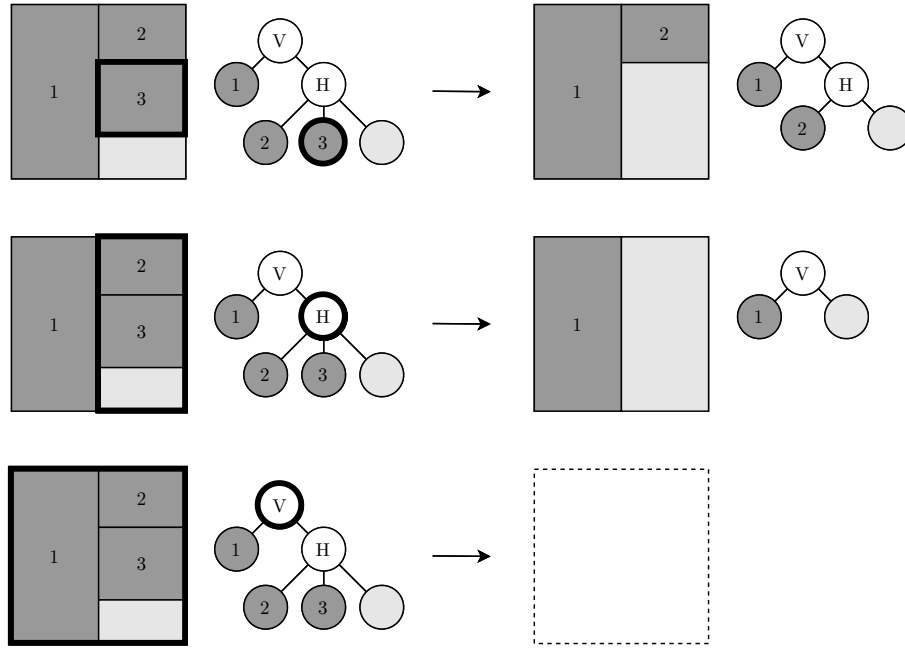 2 V 2 V
1 1 H 1 1 H
3 2 3 2
2 V V
1 1 H 1 1
3 2 3
2 V
1 1 H
3 2 3